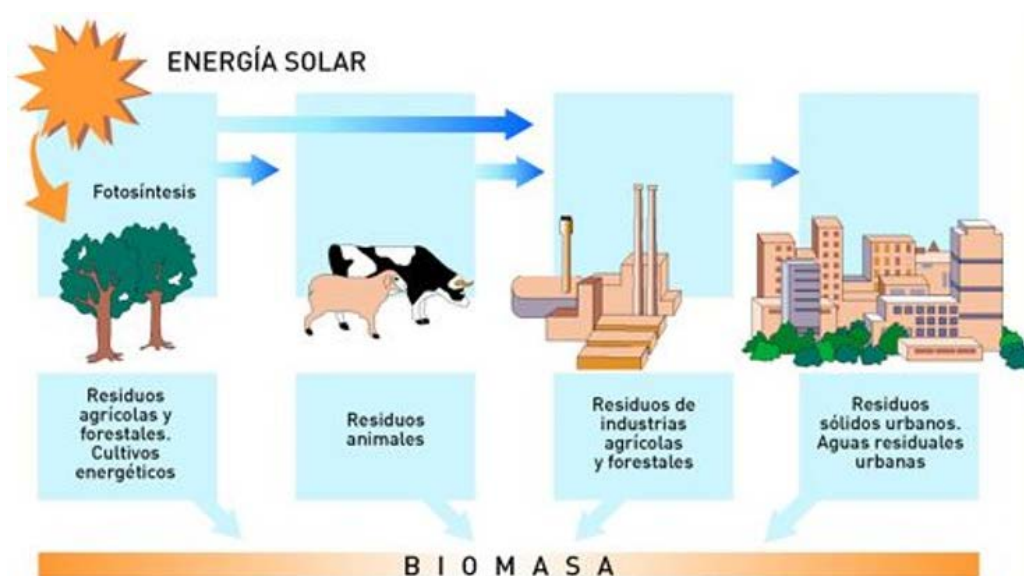 ENERGÍA SOLAR
Fotosíntesis
Residuos
agrícolas y
forestales.
Cultivos
energéticos
Residuos
animales
Residuos de
industrias
agrícolas
y forestales
Residuos
sólidos urbanos.
Aguas residuales
urbanas
BIOMASA